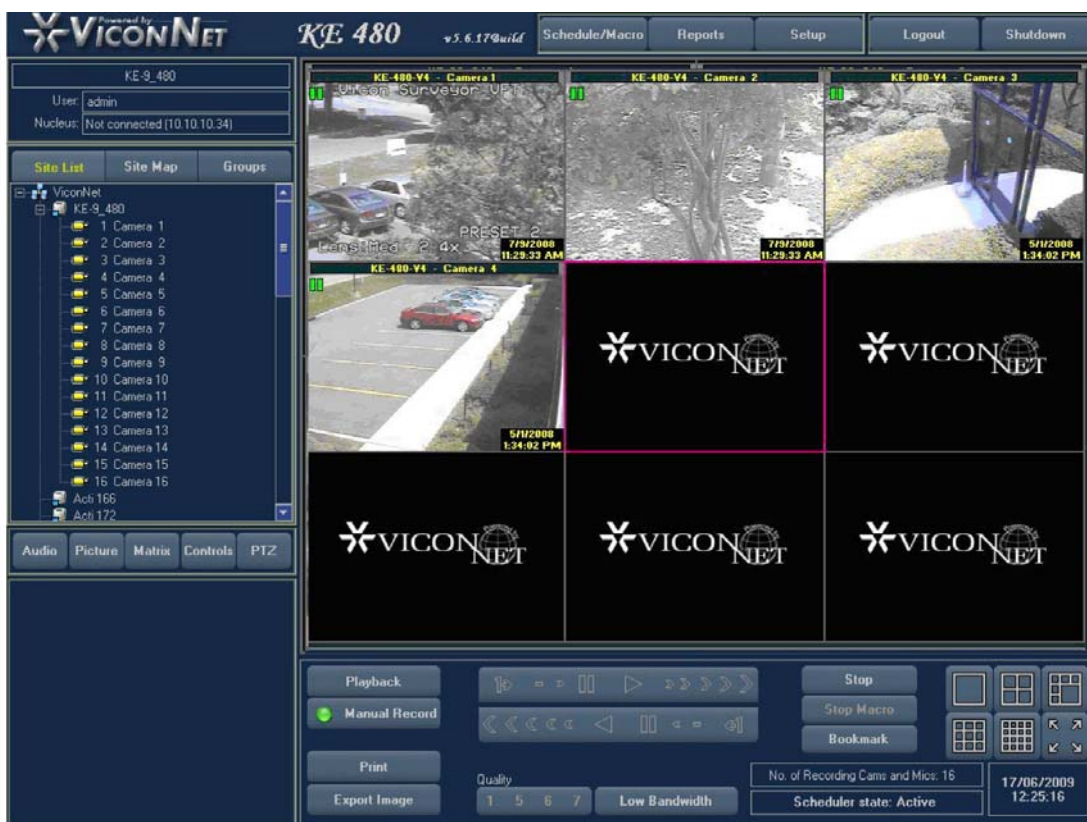 Powered by
VICONNET
KE 480
v5.6.17Build
Schedule/Macro
Reports
Setup
Logout
Shutdown
KE-9_480
User: admin
Nucleus: Not connected (10.10.10.34)
Site List
Site Map
Groups
ViconNet
KE-9_480
1 Camera 1
2 Camera 2
3 Camera 3
4 Camera 4
5 Camera 5
6 Camera 6
7 Camera 7
8 Camera 8
9 Camera 9
10 Camera 10
11 Camera 11
12 Camera 12
13 Camera 13
14 Camera 14
15 Camera 15
16 Camera 16
Acti 166
Acti 172
Audio
Picture
Matrix
Controls
PTZ
KE-480-V4 - Camera 1
Vicon Surveyor VFT
PRESET 2
Lens:Med 2.4x
7/9/2008
11:29:33 AM
KE-480-V4 - Camera 2
7/9/2008
11:29:33 AM
KE-480-V4 - Camera 3
5/1/2008
1:34:02 PM
KE-480-V4 - Camera 4
5/1/2008
1:34:02 PM
VICON NET
VICON NET
VICON NET
VICON NET
VICON NET
Playback
Manual Record
Print
Export Image
Stop
Stop Macro
Bookmark
Quality
1 5 6 7
Low Bandwidth
No. of Recording Cams and Mics: 16
Scheduler state: Active
17/06/2009
12:25:16